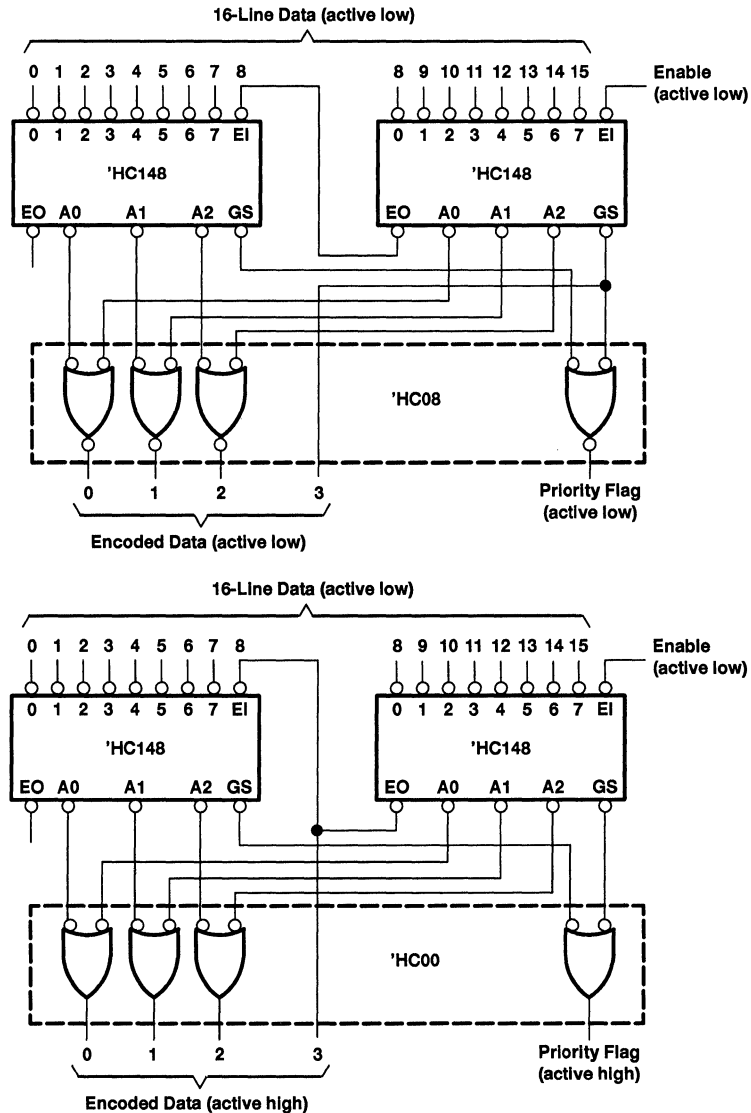 16-Line Data (active low)
0 1 2 3 4 5 6 7 8 8 9 10 11 12 13 14 15 Enable
(active low)
0 1 2 3 4 5 6 7 EI 0 1 2 3 4 5 6 7 EI
'HC148 'HC148
EO A0 A1 A2 GS EO A0 A1 A2 GS
'HC08
0 1 2 3 Priority Flag
(active low)
Encoded Data (active low)
16-Line Data (active low)
0 1 2 3 4 5 6 7 8 8 9 10 11 12 13 14 15 Enable
(active low)
0 1 2 3 4 5 6 7 EI 0 1 2 3 4 5 6 7 EI
'HC148 'HC148
EO A0 A1 A2 GS EO A0 A1 A2 GS
'HC00
0 1 2 3 Priority Flag
(active high)
Encoded Data (active high)